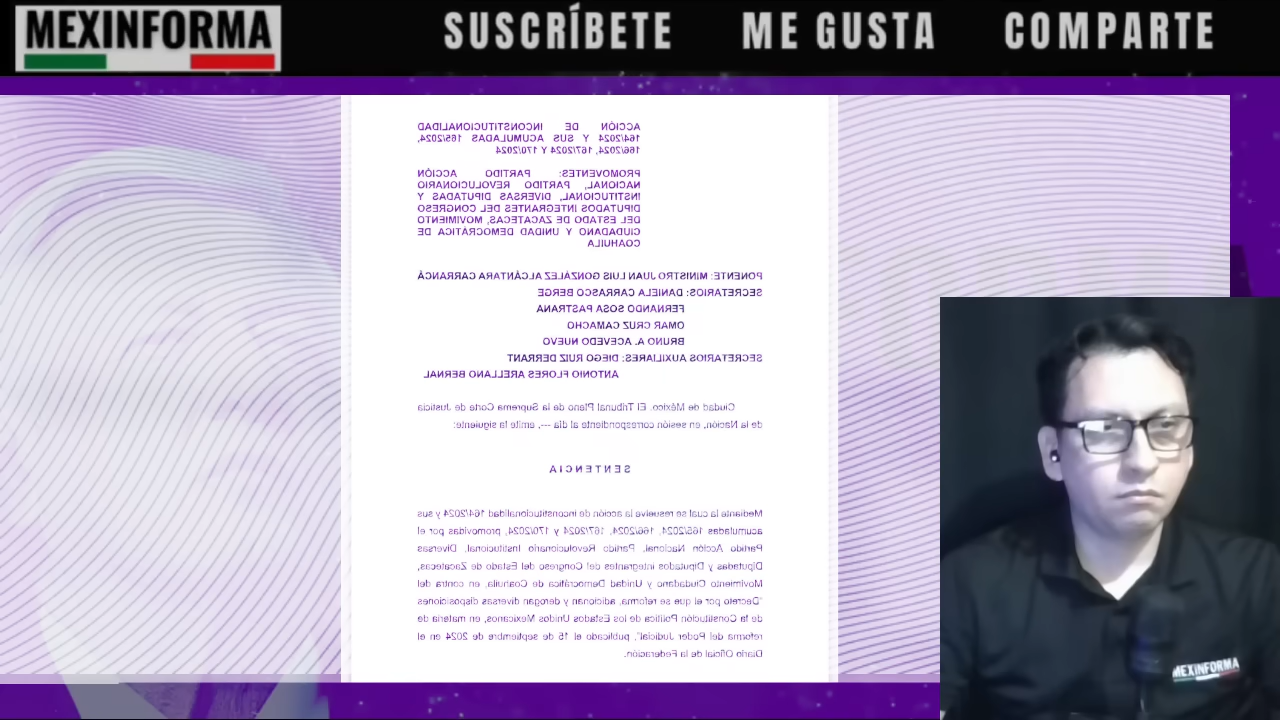 MEXINFORMA
SUSCRÍBETE ME GUSTA COMPARTE
ACCIÓN DE INCONSTITUCIONALIDAD
164/2024 Y SUS ACUMULADAS 165/2024,
166/2024, 167/2024 Y 170/2024
PROMOVENTES: PARTIDO ACCIÓN
NACIONAL, PARTIDO REVOLUCIONARIO
INSTITUCIONAL, DIVERSAS DIPUTADAS Y
DIPUTADOS INTEGRANTES DEL CONGRESO
DEL ESTADO DE ZACATECAS, MOVIMIENTO
CIUDADANO Y UNIDAD DEMOCRÁTICA DE
COAHUILA
PONENTE: MINISTRO JUAN LUIS GONZÁLEZ ALCÁNTARA CARRANCÁ
SECRETARIOS: DANIELA CARRASCO BERGE
FERNANDO SOSA PASTRANA
OMAR CRUZ CAMACHO
BRUNO A. ACEVEDO NUEVO
SECRETARIOS AUXILIARES: DIEGO RUIZ DERRANT
ANTONIO FLORES ARELLANO BERNAL
Ciudad de México. El Tribunal Pleno de la Suprema Corte de Justicia
de la Nación, en sesión correspondiente al día ---, emite la siguiente:
S E N T E N C I A
Mediante la cual se resuelve la acción de inconstitucionalidad 164/2024 y sus
acumuladas 165/2024, 166/2024, 167/2024 y 170/2024, promovidas por el
Partido Acción Nacional, Partido Revolucionario Institucional, Diversas
Diputadas y Diputados integrantes del Congreso del Estado de Zacatecas,
Movimiento Ciudadano y Unidad Democrática de Coahuila, en contra del
"Decreto por el que se reforma, adicionan y derogan diversas disposiciones
de la Constitución Política de los Estados Unidos Mexicanos, en materia de
reforma del Poder Judicial", publicado el 15 de septiembre de 2024 en el
Diario Oficial de la Federación.
MEXINFORMA